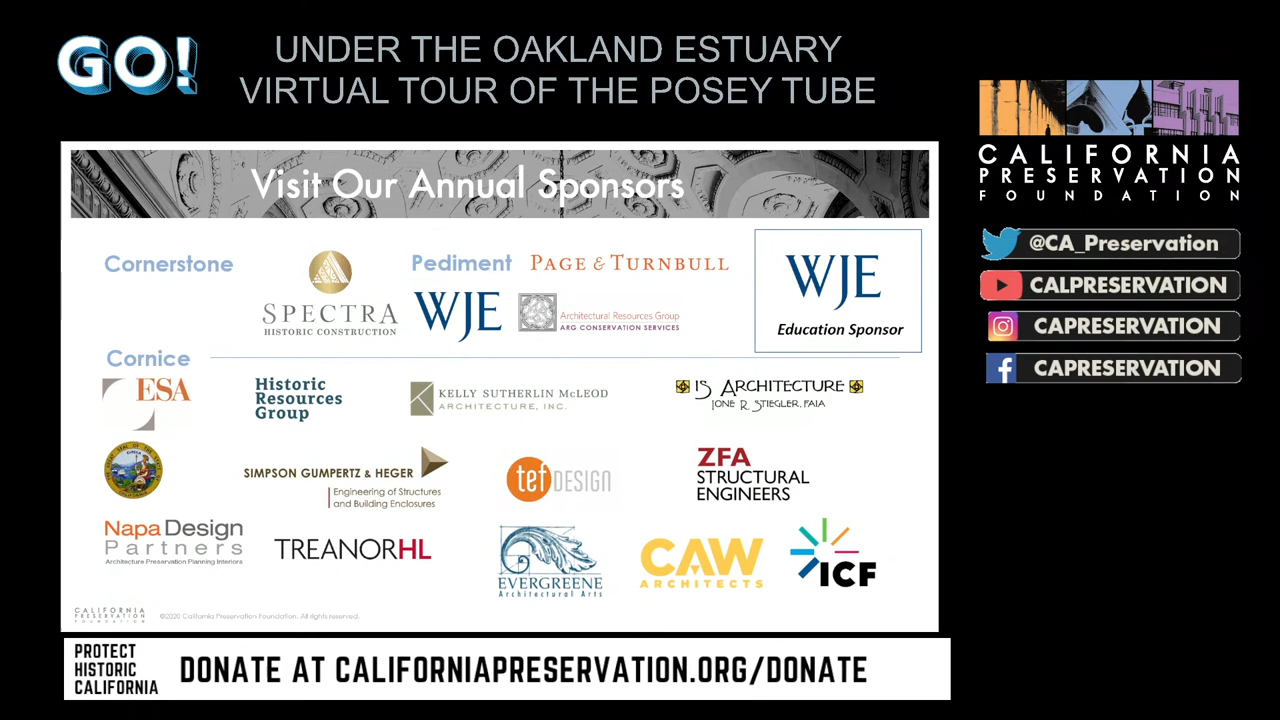 GO!
UNDER THE OAKLAND ESTUARY
VIRTUAL TOUR OF THE POSEY TUBE
Visit Our Annual Sponsors
Cornerstone
SPECTRA
HISTORIC CONSTRUCTION
Pediment
PAGE & TURNBULL
WJE
Architectural Resources Group
ARG CONSERVATION SERVICES
WJE
Education Sponsor
Cornice
ESA
Historic
Resources
Group
KELLY SUTHERLIN McLEOD
ARCHITECTURE, INC.
IS ARCHITECTURE
IONE R. STIEGLER, FAIA
SIMPSON GUMPERTZ & HEGER
Engineering of Structures
and Building Enclosures
tef DESIGN
ZFA
STRUCTURAL
ENGINEERS
Napa Design
Partners
Architecture Preservation Planning Interiors
TREANORHL
EVERGREENE
Architectural Arts
CAW
ARCHITECTS
ICF
CALIFORNIA
PRESERVATION
FOUNDATION
©2020 California Preservation Foundation. All rights reserved.
PROTECT
HISTORIC
CALIFORNIA
DONATE AT CALIFORNIAPRESERVATION.ORG/DONATE
CALIFORNIA
PRESERVATION
FOUNDATION
@CA_Preservation
CALPRESERVATION
CAPRESERVATION
CAPRESERVATION